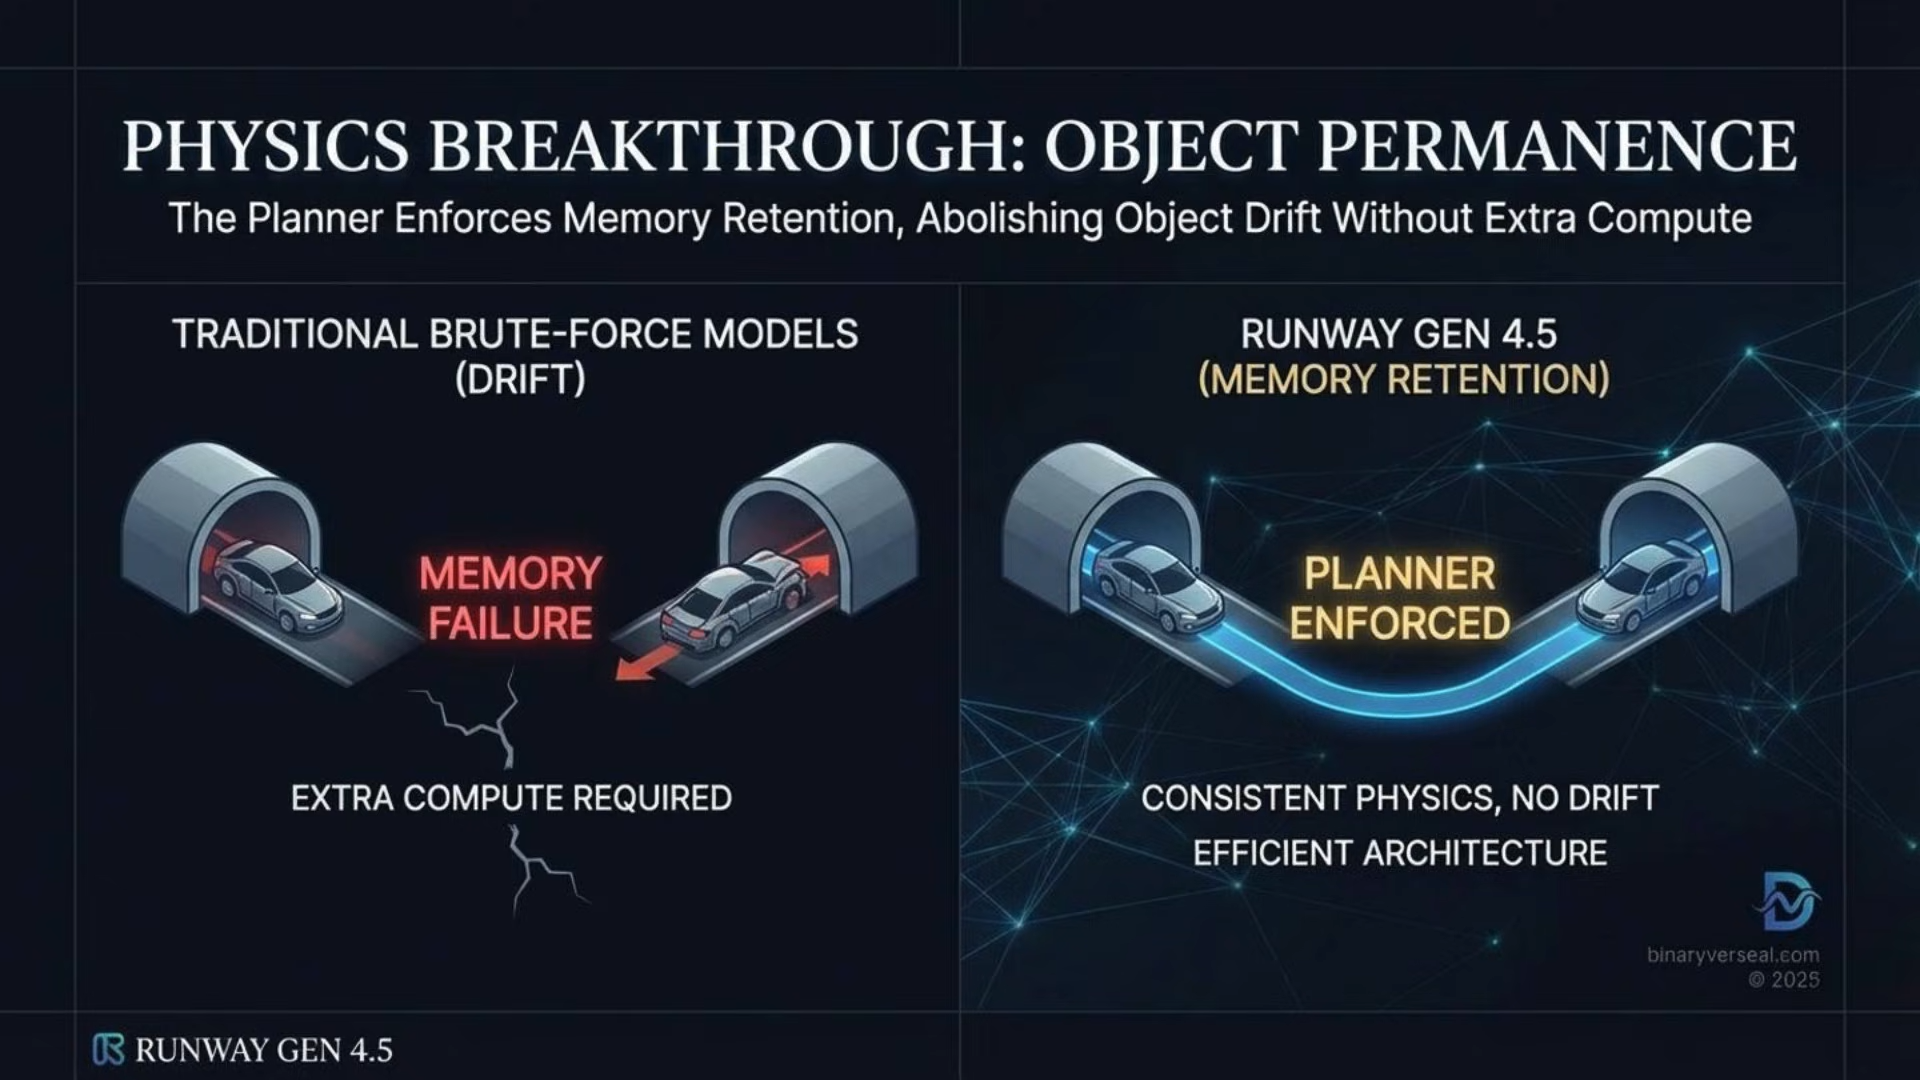 PHYSICS BREAKTHROUGH: OBJECT PERMANENCE
The Planner Enforces Memory Retention, Abolishing Object Drift Without Extra Compute
TRADITIONAL BRUTE-FORCE MODELS
(DRIFT)
MEMORY
FAILURE
EXTRA COMPUTE REQUIRED
RUNWAY GEN 4.5
(MEMORY RETENTION)
PLANNER
ENFORCED
CONSISTENT PHYSICS, NO DRIFT
EFFICIENT ARCHITECTURE
binaryverseal.com
© 2025
RUNWAY GEN 4.5